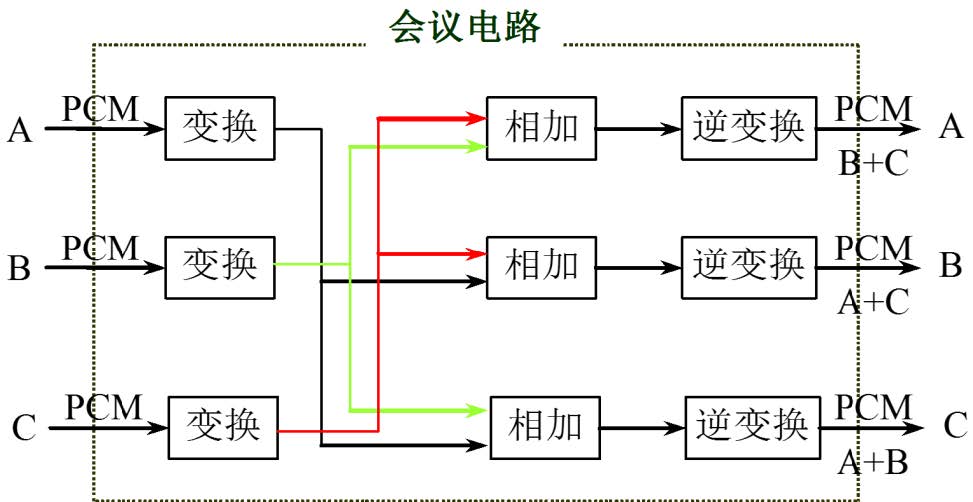 会议电路
A PCM 变换 相加 逆变换 PCM A
B+C
B PCM 变换 相加 逆变换 PCM B
A+C
C PCM 变换 相加 逆变换 PCM C
A+B